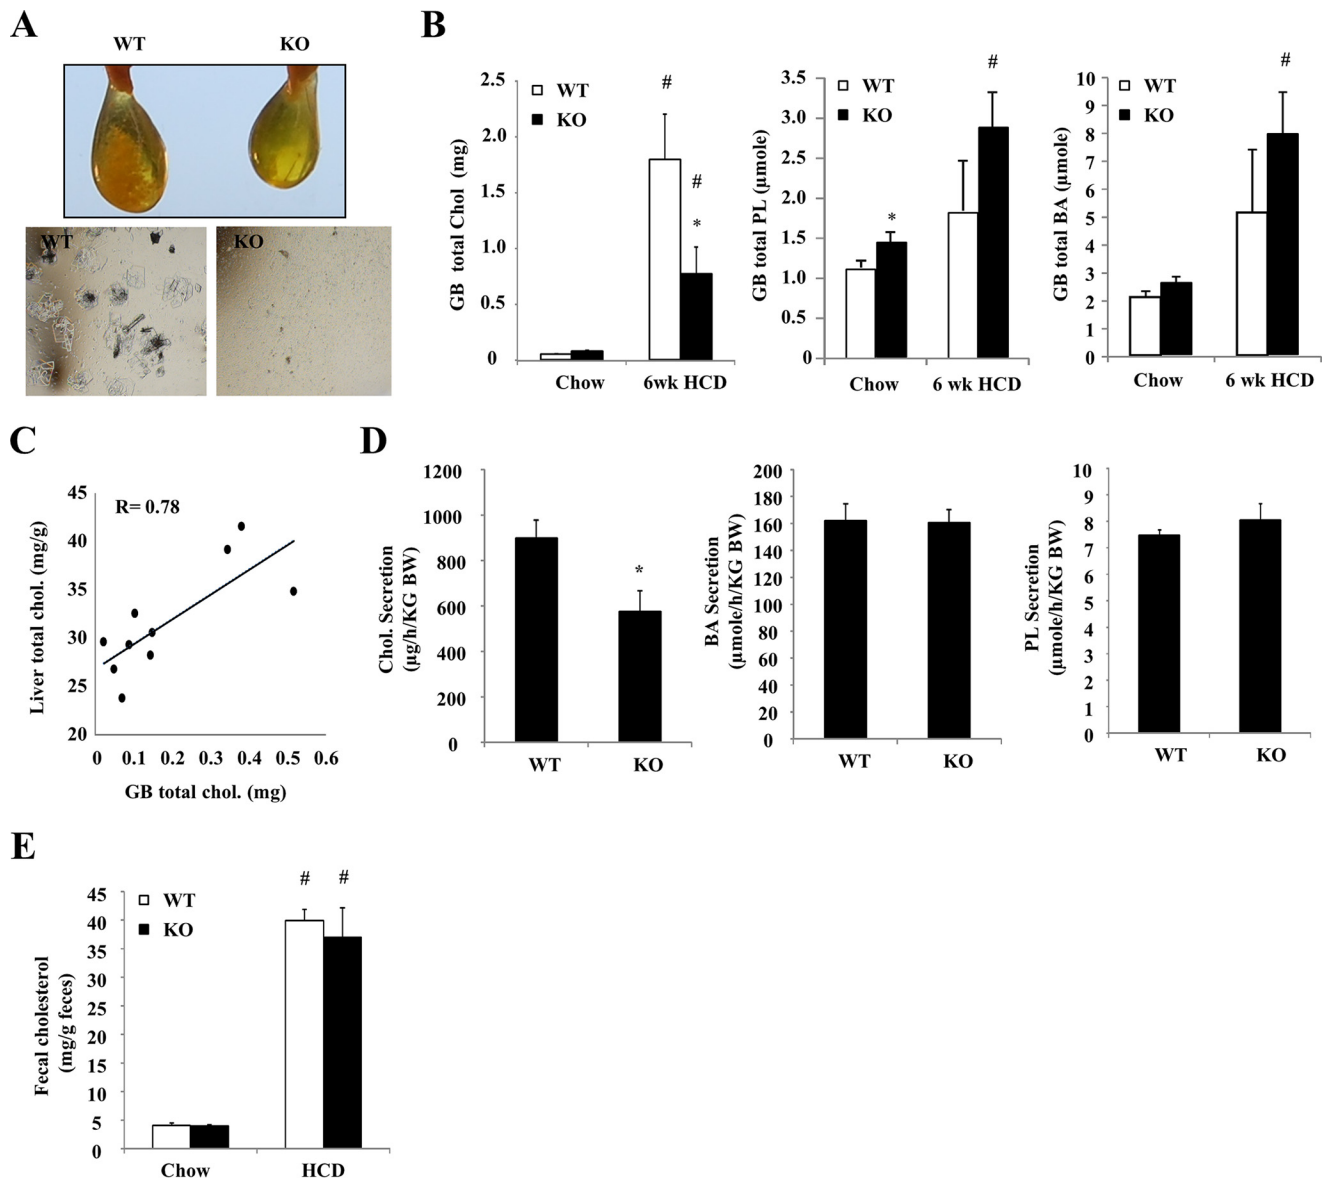 A
WT
KO
WT
KO
B
GB total Chol (mg)
2.5
2.0
1.5
1.0
0.5
0
WT
KO
#
#
*
Chow
6wk HCD
GB total PL (µmole)
3.5
3.0
2.5
2.0
1.5
1.0
0.5
0
WT
KO
*
#
Chow
6 wk HCD
GB total BA (µmole)
10
9
8
7
6
5
4
3
2
1
0
WT
KO
#
Chow
6 wk HCD
C
Liver total chol. (mg/g)
45
40
35
30
25
20
R= 0.78
0
0.1
0.2
0.3
0.4
0.5
0.6
GB total chol. (mg)
D
Chol. Secretion
(µg/h/KG BW)
1200
1000
800
600
400
200
0
*
WT
KO
BA Secretion
(µmole/h/KG BW)
200
180
160
140
120
100
80
60
40
20
0
WT
KO
PL Secretion
(µmole/h/KG BW)
10
9
8
7
6
5
4
3
2
1
0
WT
KO
E
Fecal cholesterol
(mg/g feces)
45
40
35
30
25
20
15
10
5
0
WT
KO
#
#
Chow
HCD